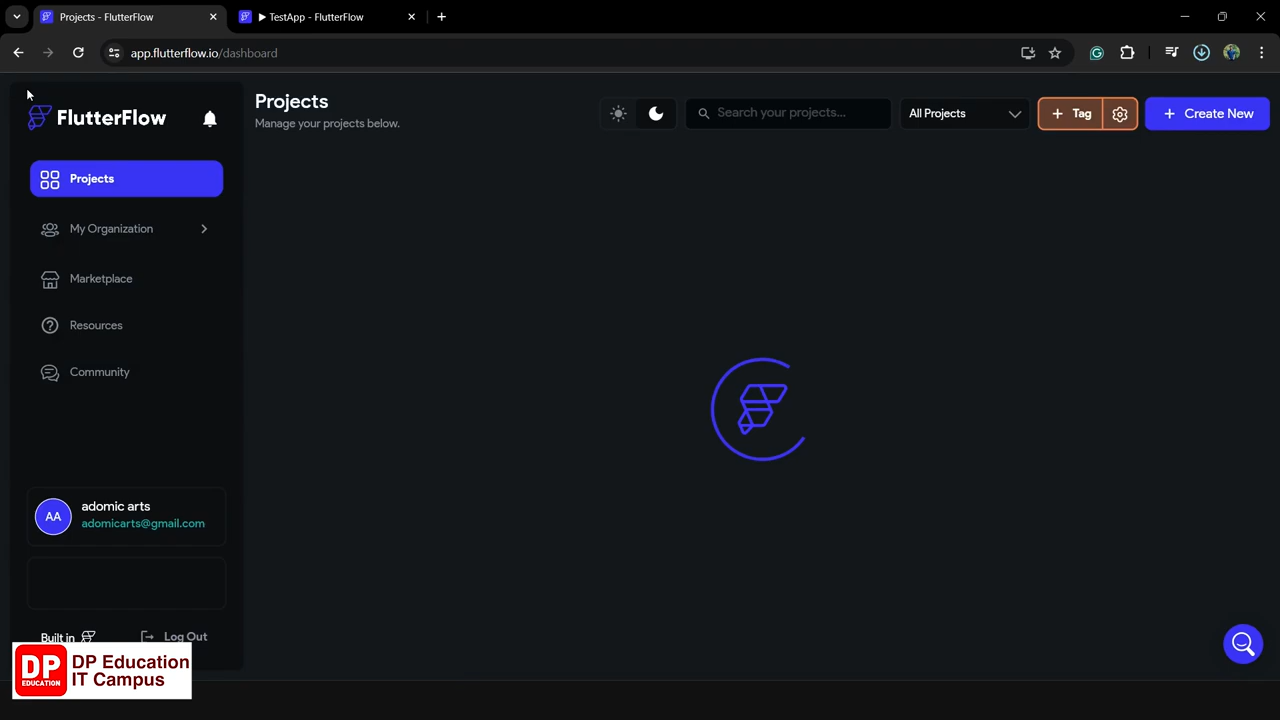 Projects - FlutterFlow
TestApp - FlutterFlow
app.flutterflow.io/dashboard
FlutterFlow
Projects
Manage your projects below.
Search your projects...
All Projects
+ Tag
+ Create New
Projects
My Organization
Marketplace
Resources
Community
AA
adomic arts
adomicarts@gmail.com
Built in
Log Out
DP
EDUCATION
DP Education
IT Campus